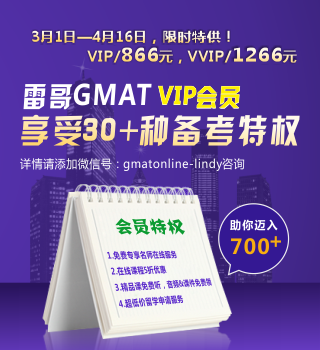 3月1日—4月16日，限时特供！
VIP/866元，VVIP/1266元
雷哥GMAT VIP会员
享受30+种备考特权
详情请添加微信号：gmatonline-lindy咨询
会员特权
1.免费专享名师在线服务
2.在线课程5折优惠
3.精品课免费听，音频&课件免费领
4.超低价留学申请服务
助你迈入
700+